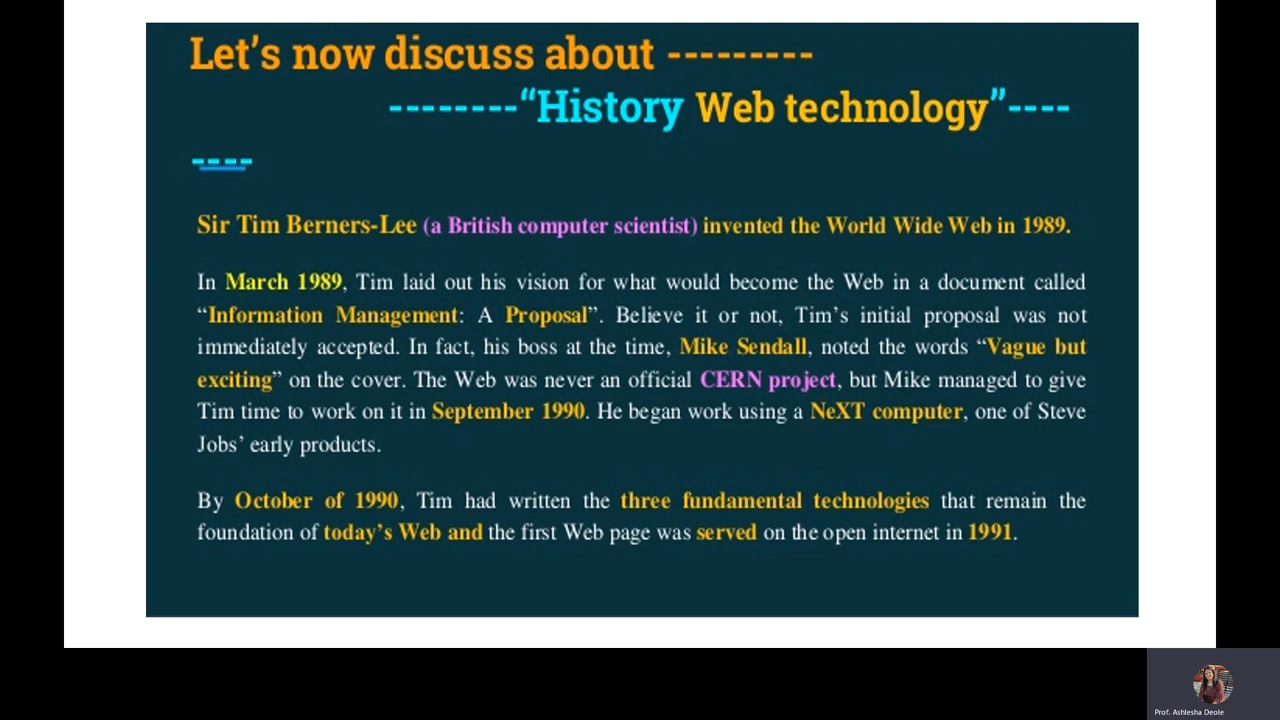 Let’s now discuss about ---------
--------“History Web technology”----
----
Sir Tim Berners-Lee (a British computer scientist) invented the World Wide Web in 1989.
In March 1989, Tim laid out his vision for what would become the Web in a document called
“Information Management: A Proposal”. Believe it or not, Tim’s initial proposal was not
immediately accepted. In fact, his boss at the time, Mike Sendall, noted the words “Vague but
exciting” on the cover. The Web was never an official CERN project, but Mike managed to give
Tim time to work on it in September 1990. He began work using a NeXT computer, one of Steve
Jobs’ early products.
By October of 1990, Tim had written the three fundamental technologies that remain the
foundation of today’s Web and the first Web page was served on the open internet in 1991.
Prof. Ashlesha Deole